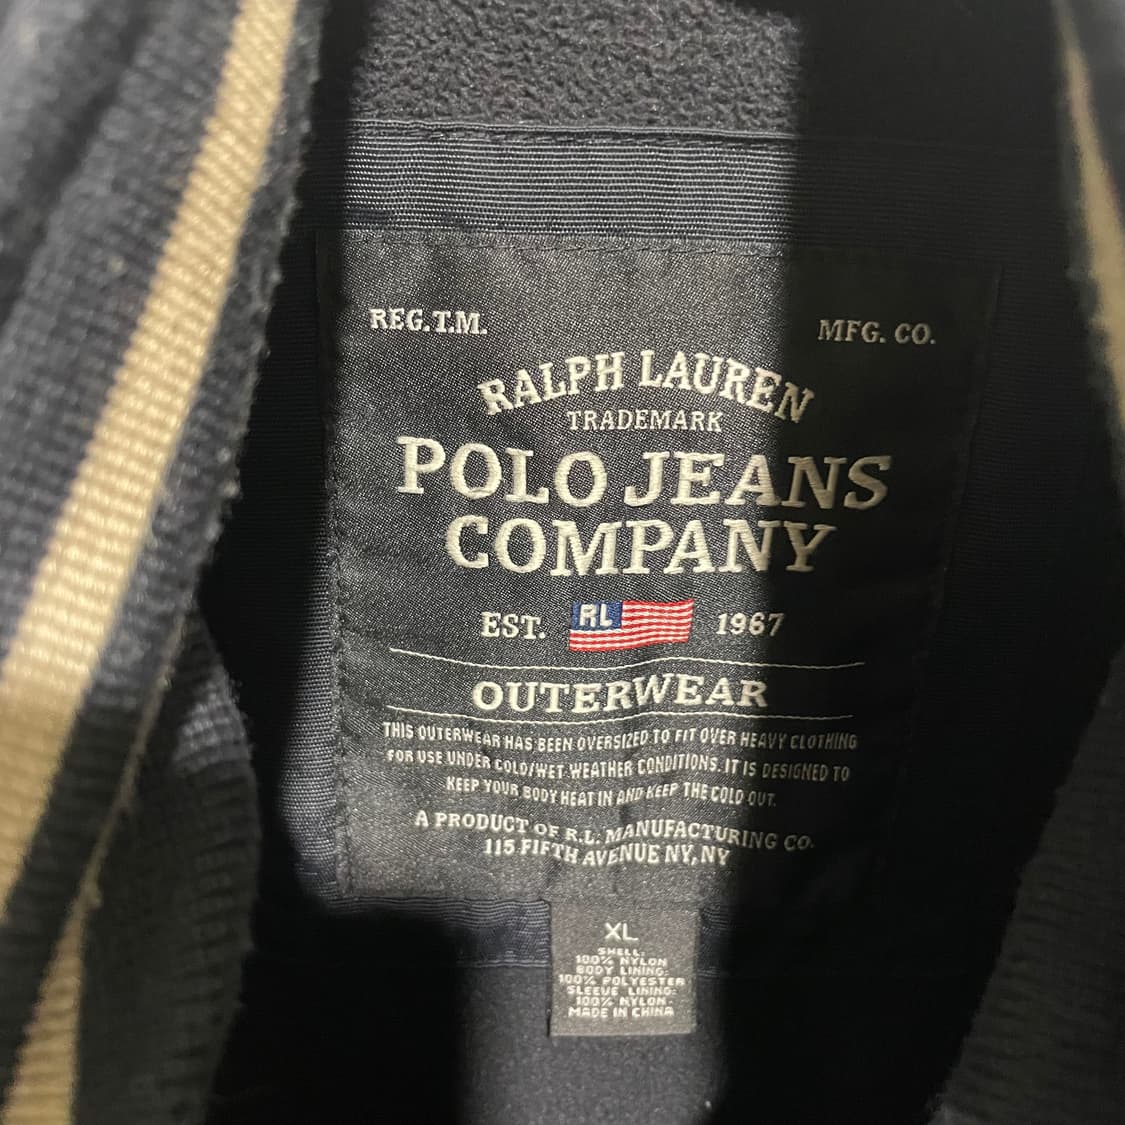 REG.T.M. MFG. CO.
RALPH LAUREN
TRADEMARK
POLO JEANS
COMPANY
EST. RL 1967
OUTERWEAR
THIS OUTERWEAR HAS BEEN OVERSIZED TO FIT OVER HEAVY CLOTHING
FOR USE UNDER COLD/WET WEATHER CONDITIONS. IT IS DESIGNED TO
KEEP YOUR BODY HEAT IN AND KEEP THE COLD OUT.
A PRODUCT OF R.L. MANUFACTURING CO.
115 FIFTH AVENUE NY, NY
XL
SHELL:
100% NYLON
BODY LINING:
100% POLYESTER
SLEEVE LINING:
100% NYLON
MADE IN CHINA